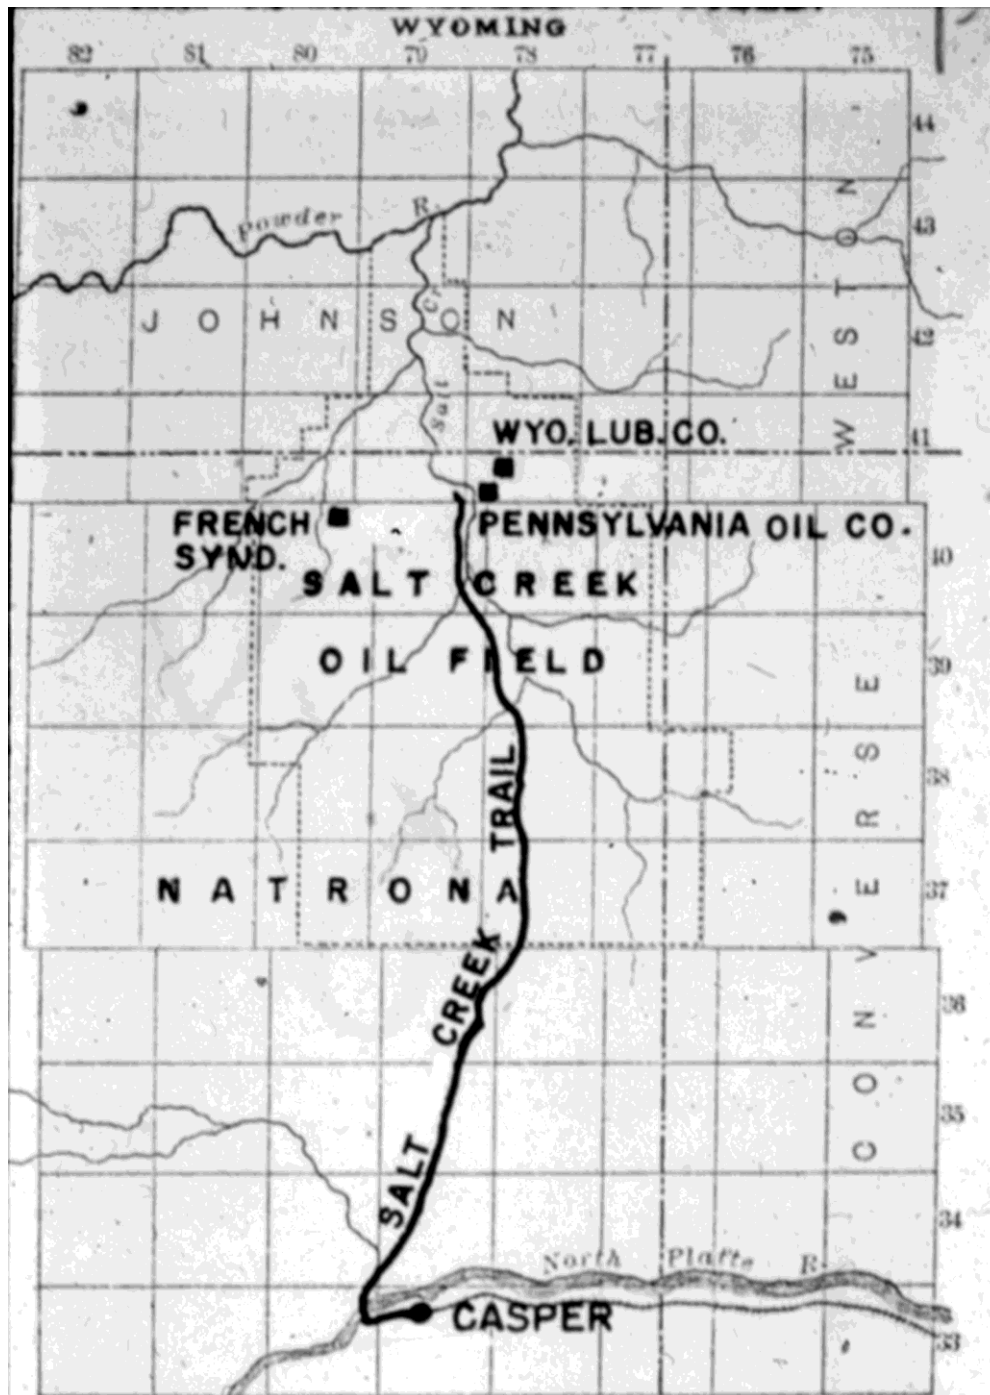 WYOMING
82 81 80 79 78 77 76 75
44
Powder R.
43
JOHNSON
WESTON
Salt Cr.
42
WYO. LUB. CO.
41
FRENCH
SYND.
PENNSYLVANIA OIL CO.
40
SALT CREEK
OIL FIELD
39
38
NATRONA
37
CONVERSE
SALT CREEK TRAIL
36
35
34
North Platte R.
CASPER
33